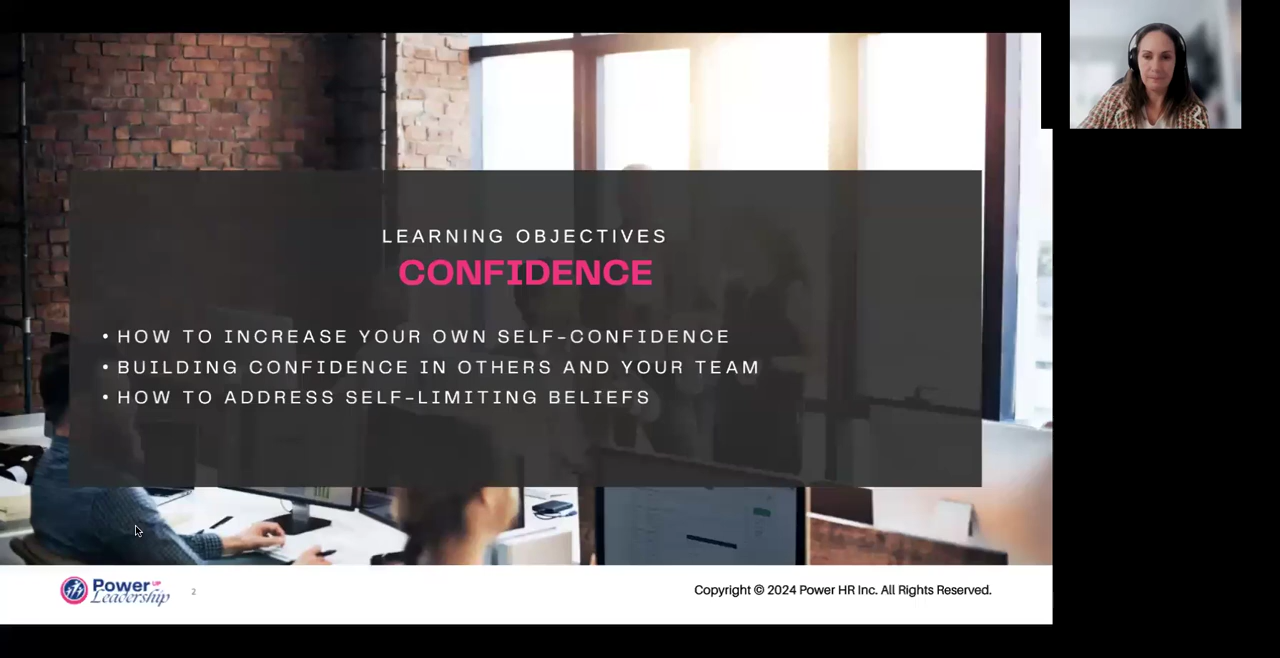 LEARNING OBJECTIVES
CONFIDENCE
• HOW TO INCREASE YOUR OWN SELF-CONFIDENCE
• BUILDING CONFIDENCE IN OTHERS AND YOUR TEAM
• HOW TO ADDRESS SELF-LIMITING BELIEFS
Power UP
Leadership
2
Copyright © 2024 Power HR Inc. All Rights Reserved.